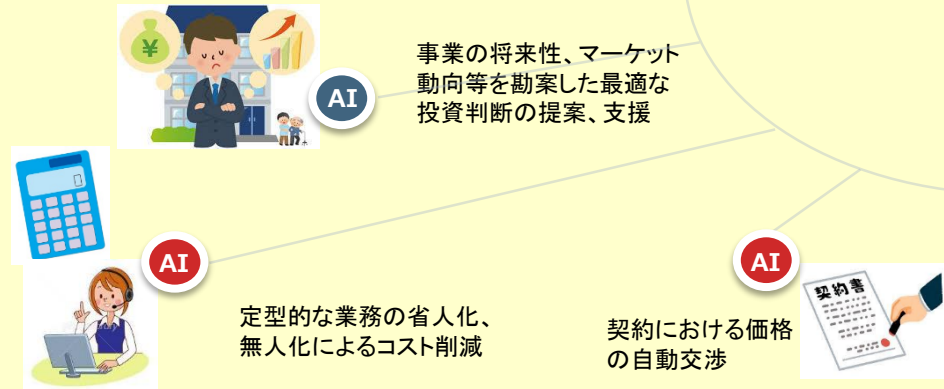 ¥
AI
事業の将来性、マーケット
動向等を勘案した最適な
投資判断の提案、支援
0
AI
定型的な業務の省人化、
無人化によるコスト削減
AI
契約書
契約における価格
の自動交渉